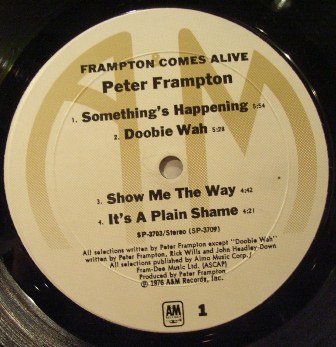 FRAMPTON COMES ALIVE
Peter Frampton
1. Something's Happening 5:54
2. Doobie Wah 5:28
3. Show Me The Way 4:42
4. It's A Plain Shame 4:21
SP-3703/Stereo (SP-3709)
All selections written by Peter Frampton except "Doobie Wah"
written by Peter Frampton, Rick Wills and John Headley-Down
All selections published by Almo Music Corp./
Fram-Dee Music Ltd. (ASCAP)
Produced by Peter Frampton
© 1976 A&M Records, Inc.
A&M
1